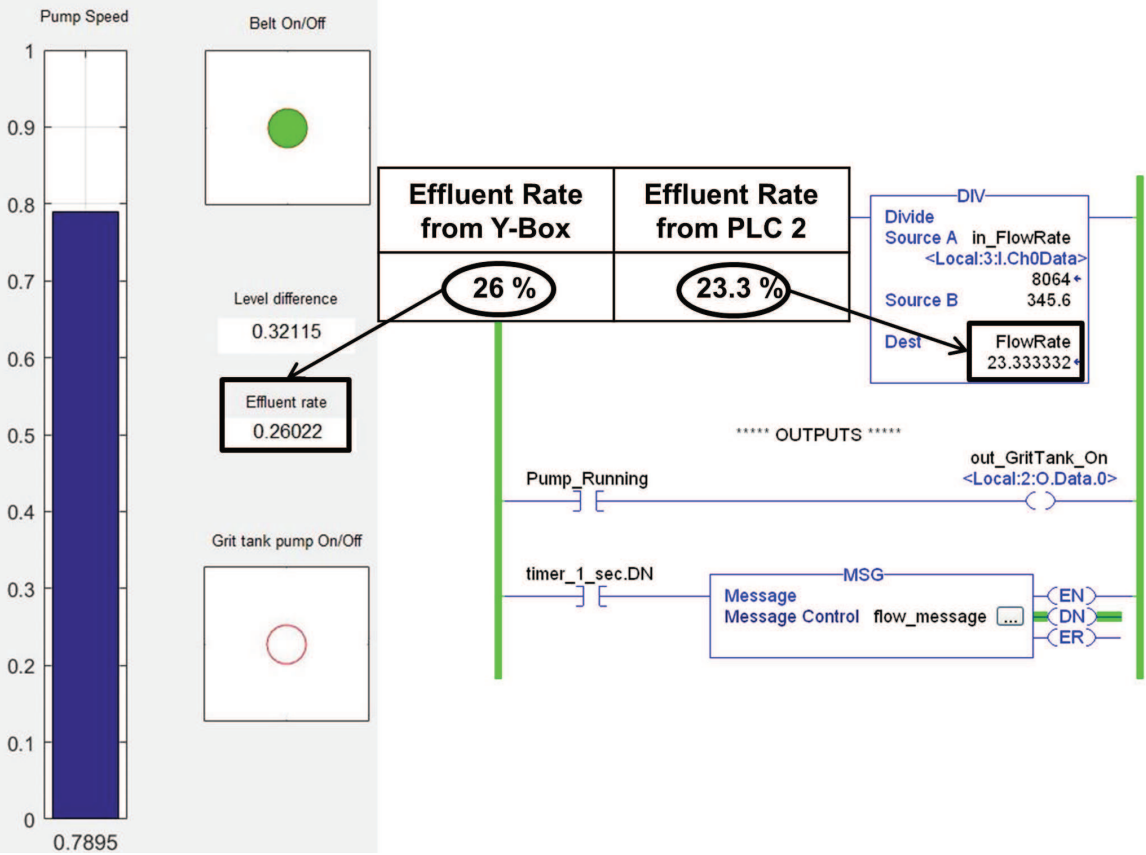 Pump Speed
1
0.9
0.8
0.7
0.6
0.5
0.4
0.3
0.2
0.1
0
0.7895
Belt On/Off
Level difference
0.32115
Effluent rate
0.26022
Grit tank pump On/Off
Effluent Rate
from Y-Box
Effluent Rate
from PLC 2
26 %
23.3 %
DIV
Divide
Source A in_FlowRate
<Local:3:I.Ch0Data>
8064
Source B 345.6
Dest FlowRate
23.333332
***** OUTPUTS *****
Pump_Running
out_GritTank_On
<Local:2:O.Data.0>
timer_1_sec.DN
MSG
Message
Message Control flow_message ...
EN
DN
ER